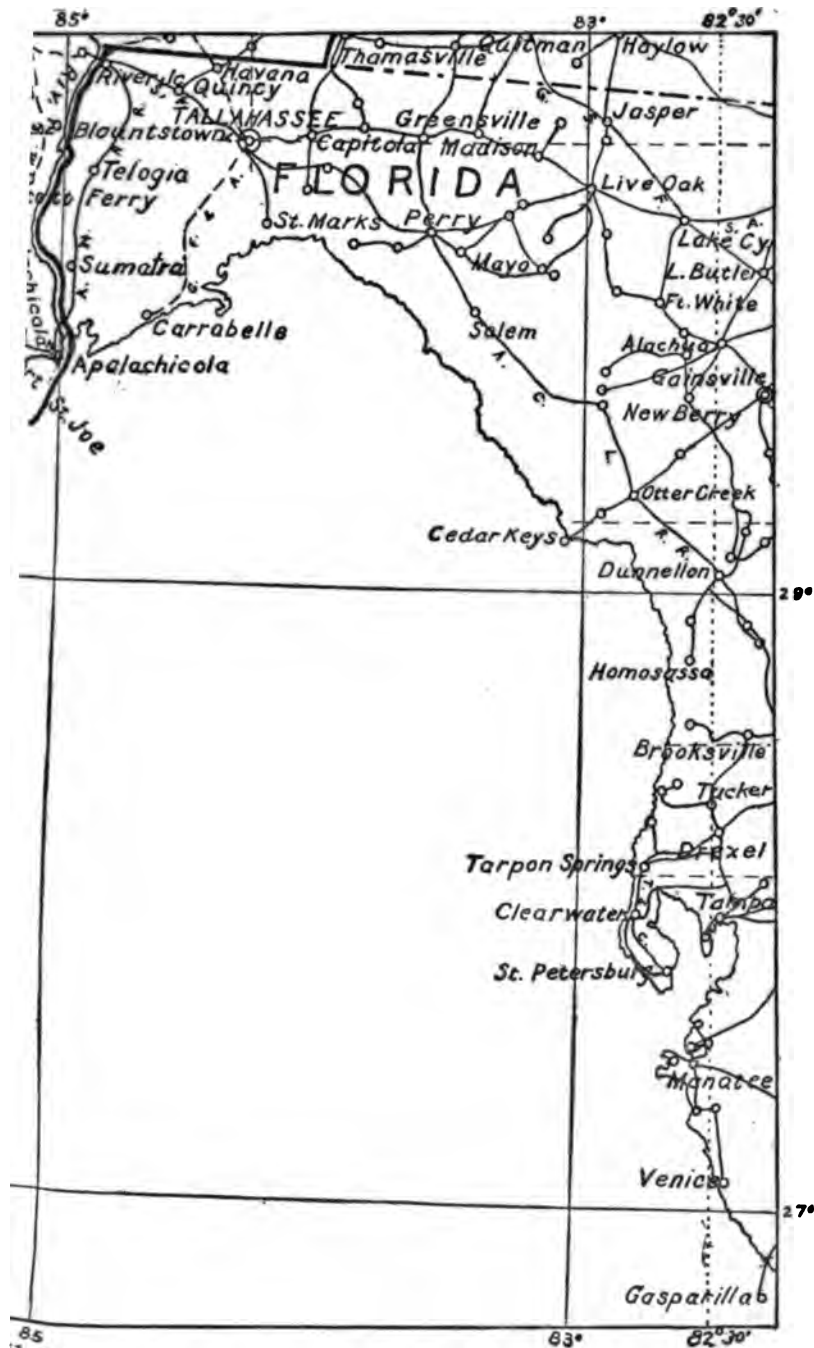 85°
83°
82°30'
Thomasville
Quitman
Haylow
River Jc.
Havana
Quincy
TALLAHASSEE
Greensville
Jasper
Blountstown
Capitola
Madison
G. S. F.
Telogia
FLORIDA
Live Oak
Ferry
St. Marks
Perry
Lake Cy.
S. A.
Sumatra
G. F. & A.
Mayo
L. Butler
Ft. White
Carrabelle
Salem
Alachua
Apalachicola
Gainsville
St. Joe
New Berry
A. C. L. R. R.
Otter Creek
Cedar Keys
Dunnellon
29°
Homosassa
Brooksville
Tucker
Drexel
Tarpon Springs
Tampa
Clearwater
St. Petersburg
Manatee
Venice
27°
Gasparilla
85
83°
82°30'